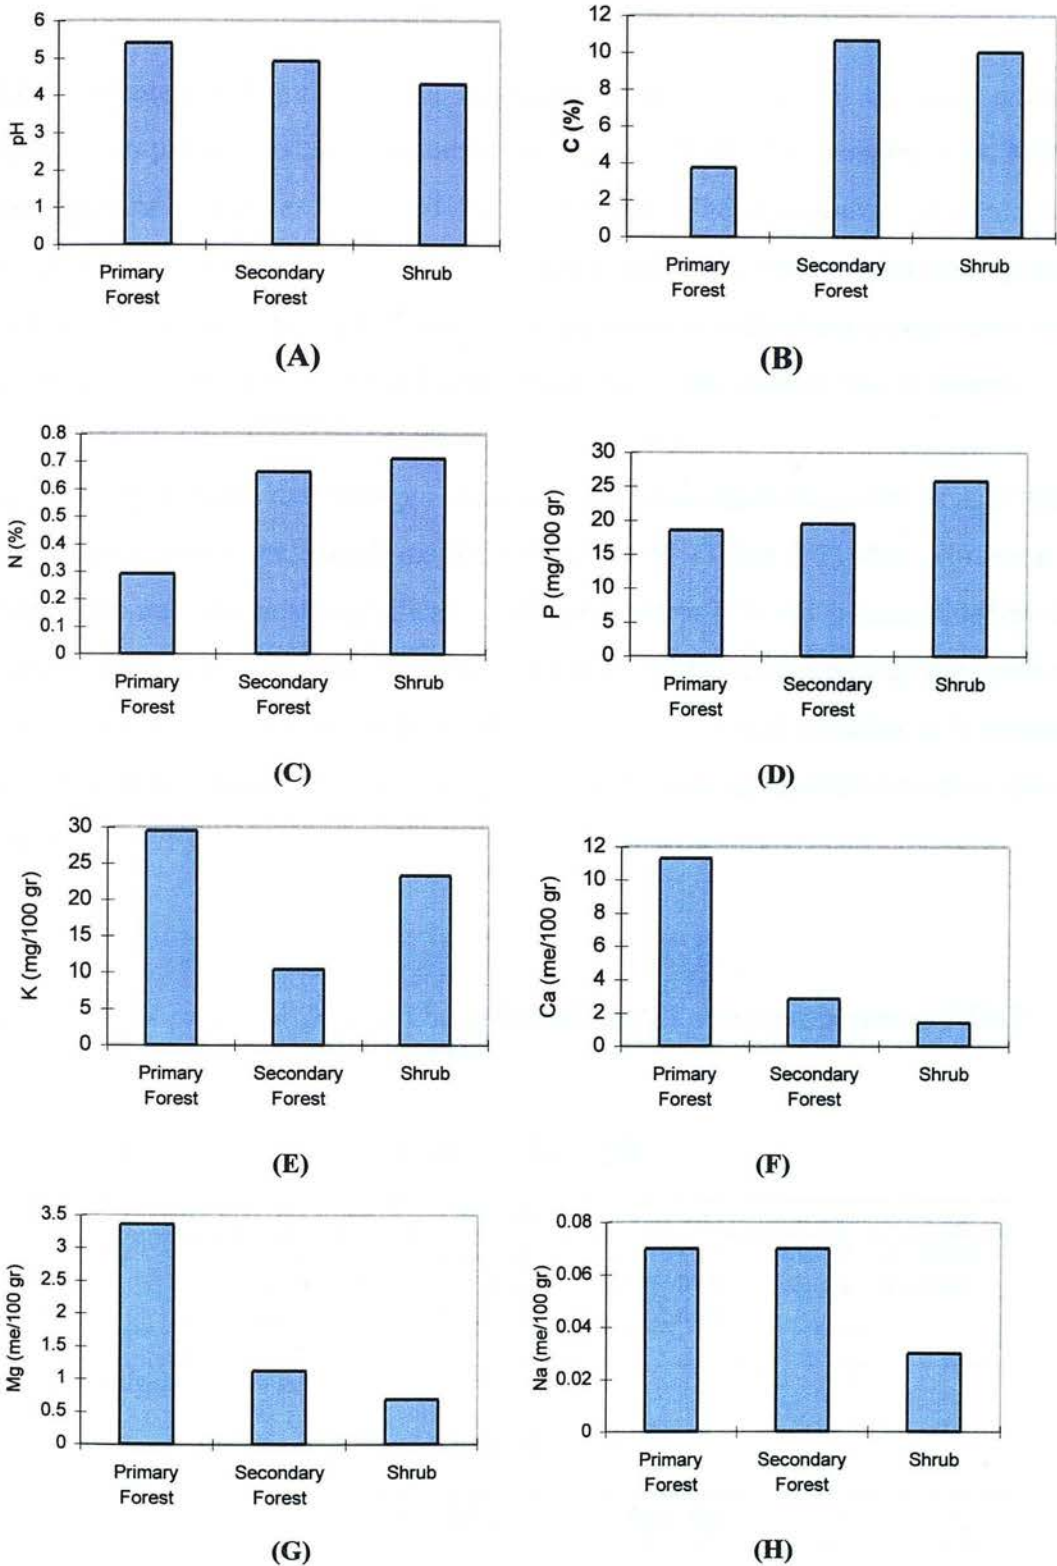 pH
6
5
4
3
2
1
0
Primary
Forest
Secondary
Forest
Shrub
(A)
C (%)
12
10
8
6
4
2
0
Primary
Forest
Secondary
Forest
Shrub
(B)
N (%)
0.8
0.7
0.6
0.5
0.4
0.3
0.2
0.1
0
Primary
Forest
Secondary
Forest
Shrub
(C)
P (mg/100 gr)
30
25
20
15
10
5
0
Primary
Forest
Secondary
Forest
Shrub
(D)
K (mg/100 gr)
30
25
20
15
10
5
0
Primary
Forest
Secondary
Forest
Shrub
(E)
Ca (me/100 gr)
12
10
8
6
4
2
0
Primary
Forest
Secondary
Forest
Shrub
(F)
Mg (me/100 gr)
3.5
3
2.5
2
1.5
1
0.5
0
Primary
Forest
Secondary
Forest
Shrub
(G)
Na (me/100 gr)
0.08
0.06
0.04
0.02
0
Primary
Forest
Secondary
Forest
Shrub
(H)